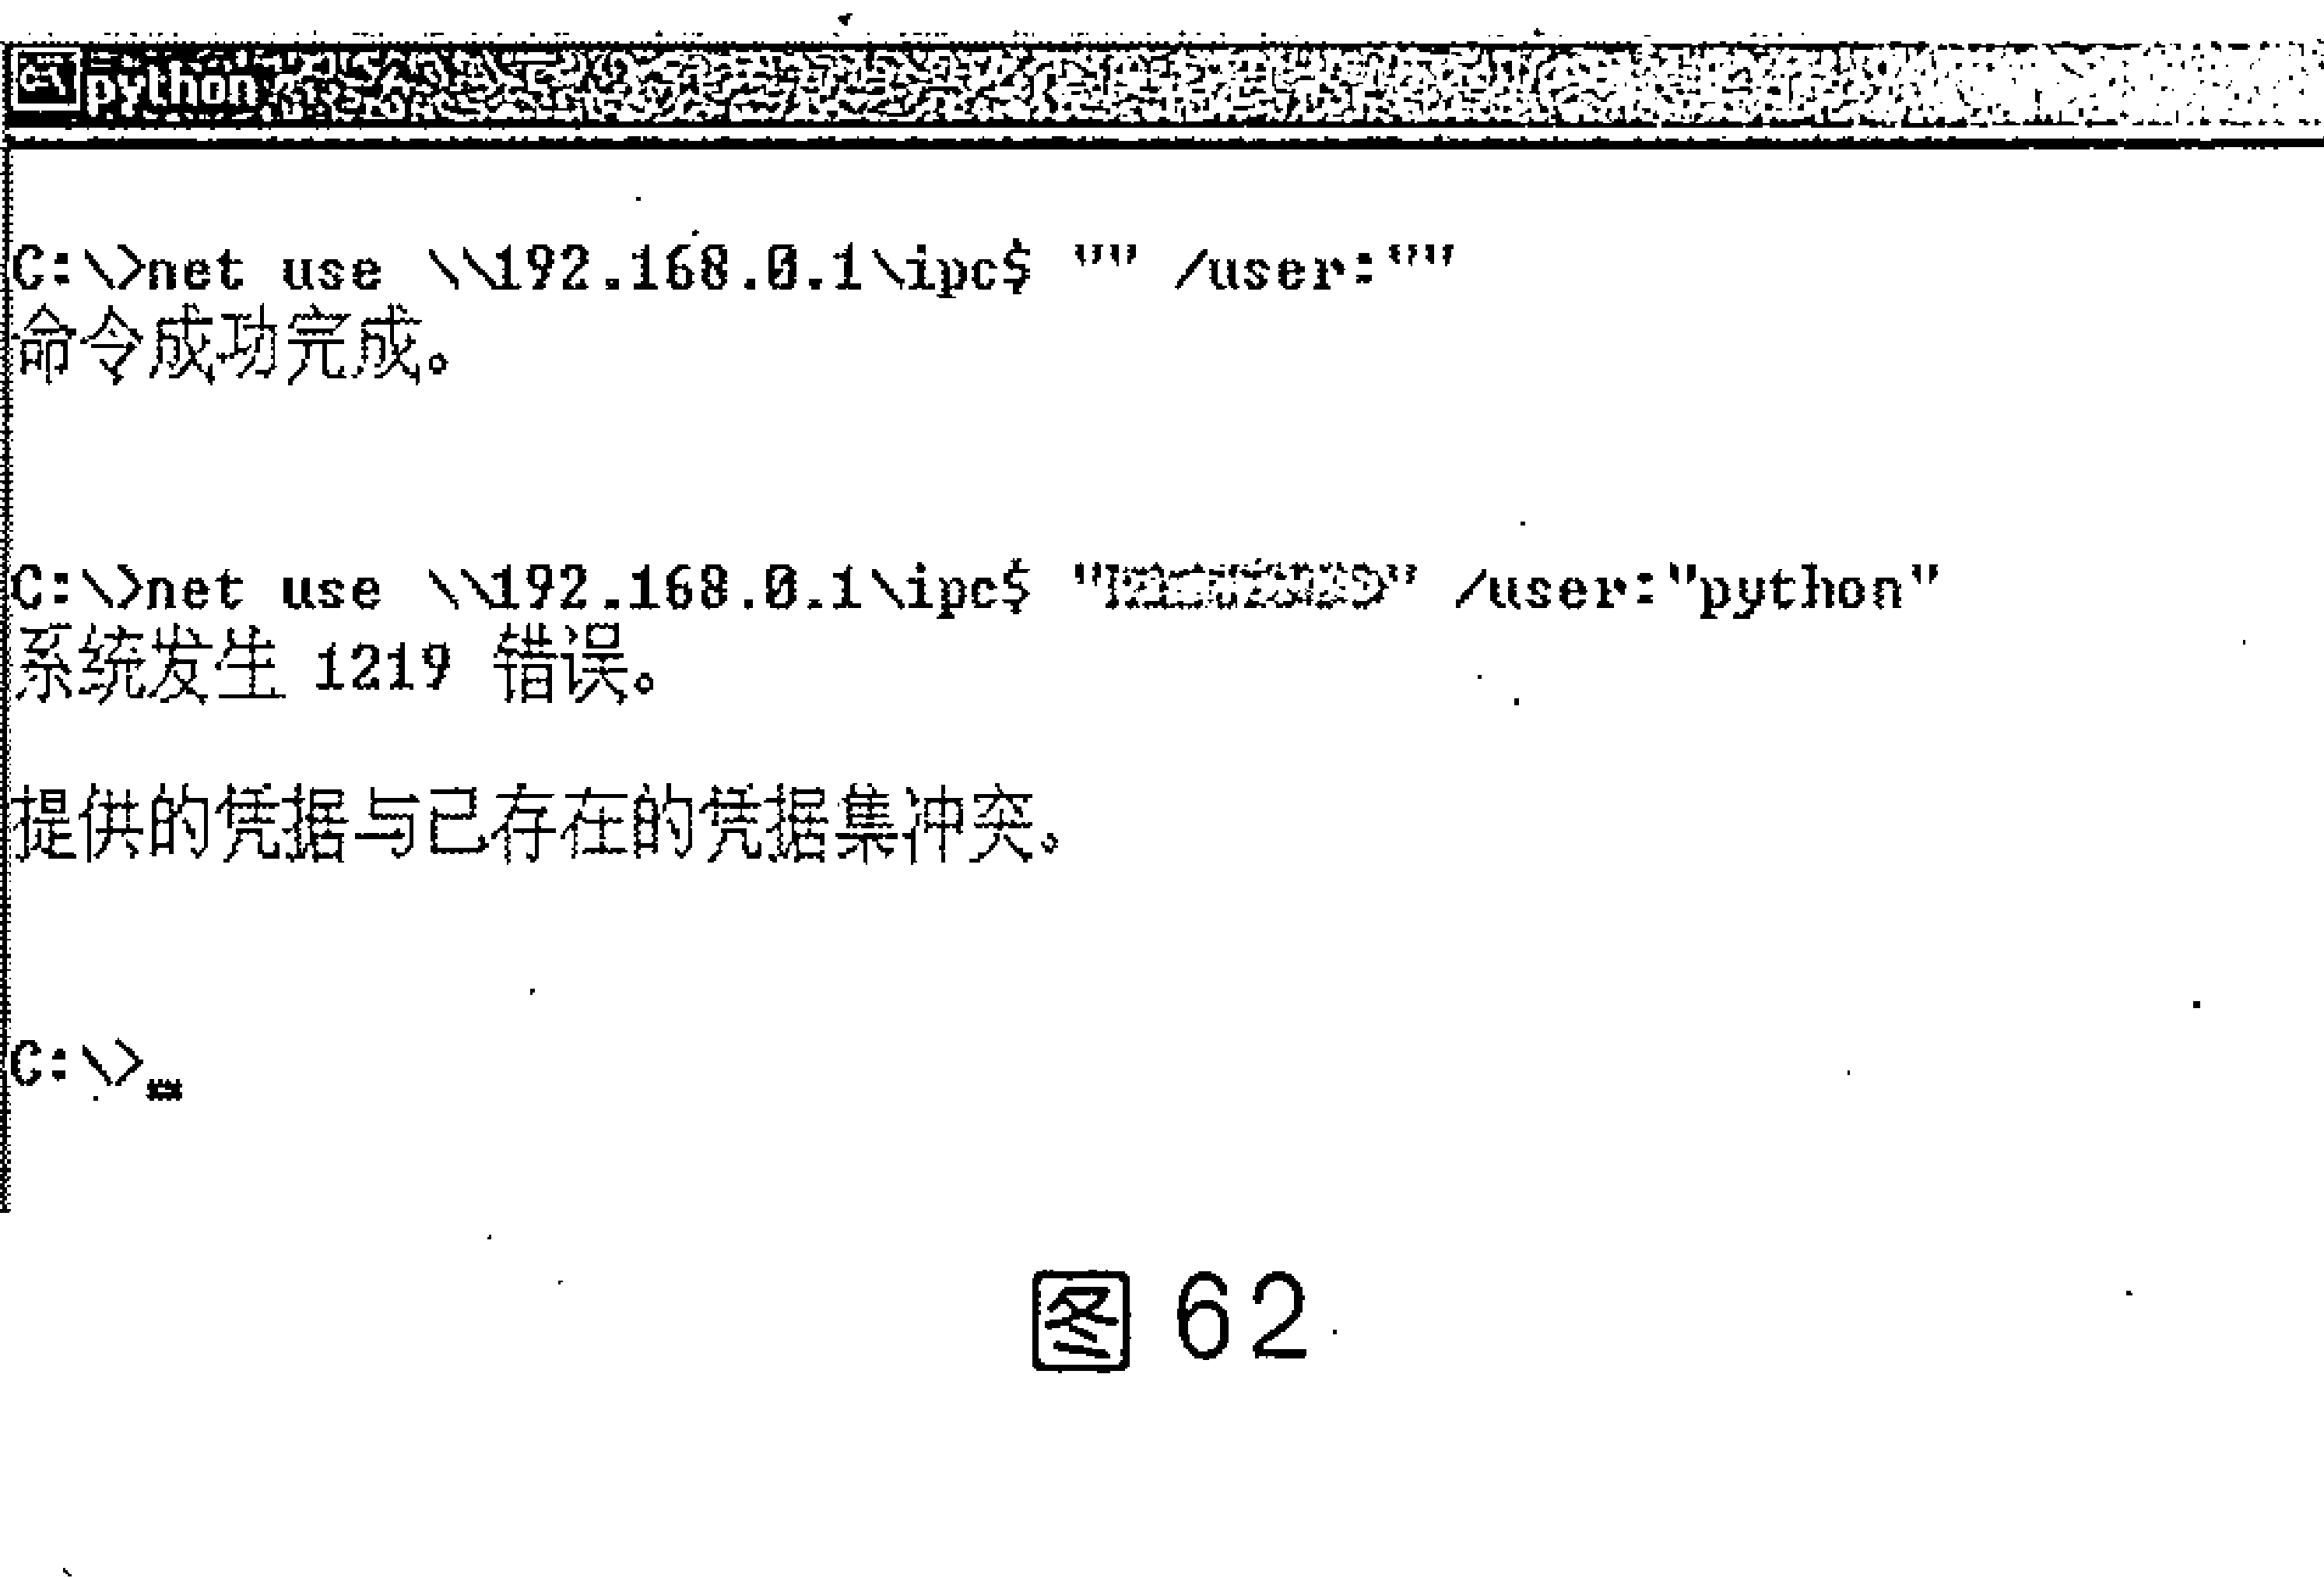 python
C:\>net use \\192.168.0.1\ipc$ "" /user:""
命令成功完成。
C:\>net use \\192.168.0.1\ipc$ "" /user:"python"
系统发生 1219 错误。
提供的凭据与已存在的凭据集冲突。
C:\>_
图 62